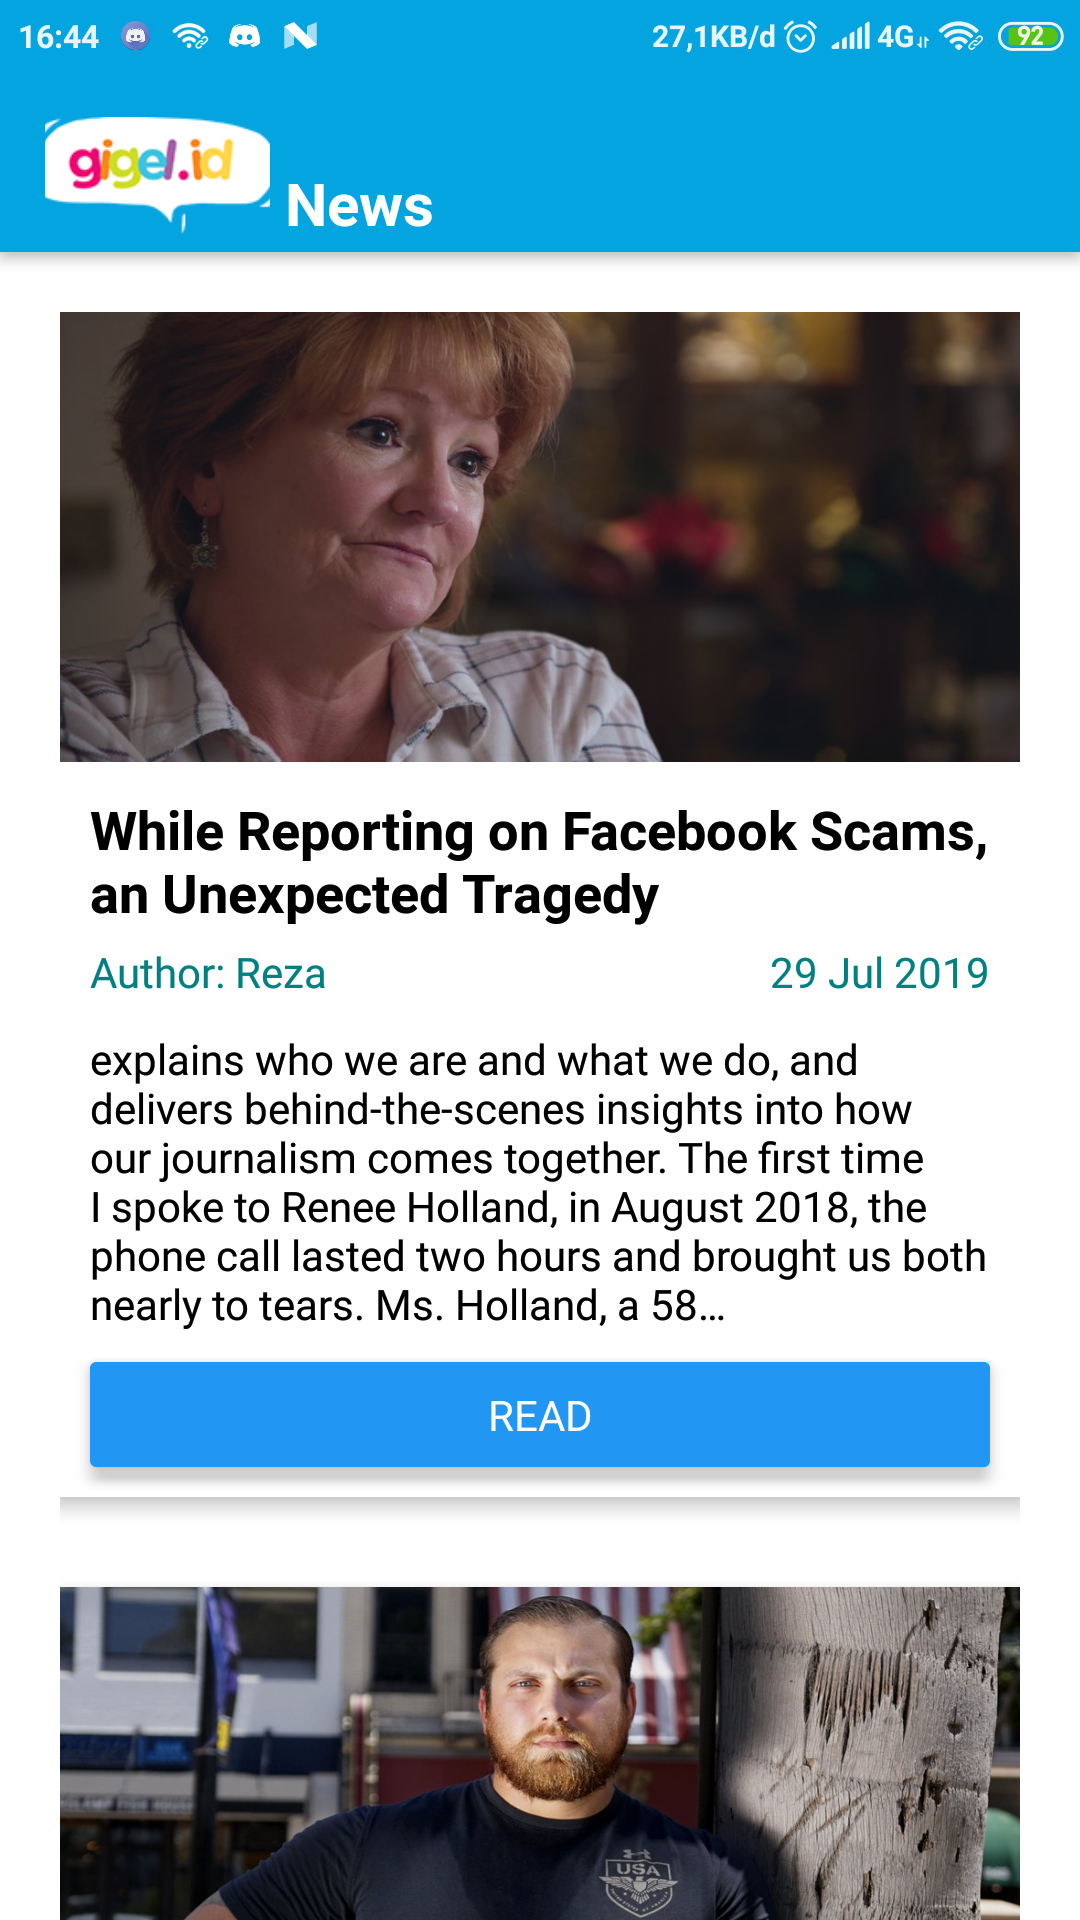 16:44
27,1KB/d 4G 92
gigel.id News
While Reporting on Facebook Scams,
an Unexpected Tragedy
Author: Reza 29 Jul 2019
explains who we are and what we do, and
delivers behind-the-scenes insights into how
our journalism comes together. The first time
I spoke to Renee Holland, in August 2018, the
phone call lasted two hours and brought us both
nearly to tears. Ms. Holland, a 58...
READ
USA